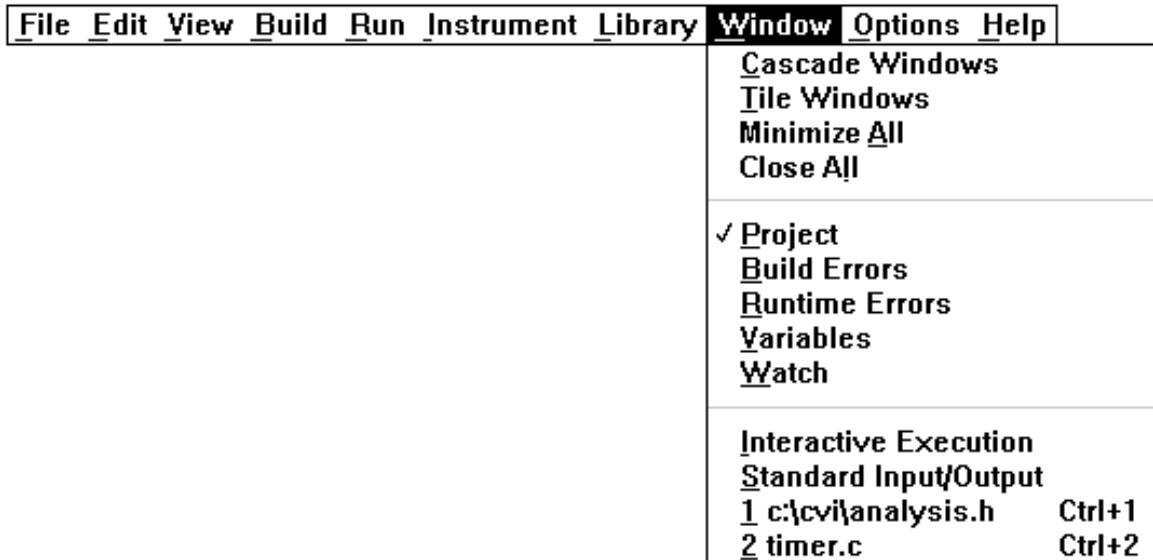 File Edit View Build Run Instrument Library Window Options Help
Cascade Windows
Tile Windows
Minimize All
Close All
✓ Project
Build Errors
Runtime Errors
Variables
Watch
Interactive Execution
Standard Input/Output
1 c:\cvi\analysis.h Ctrl+1
2 timer.c Ctrl+2